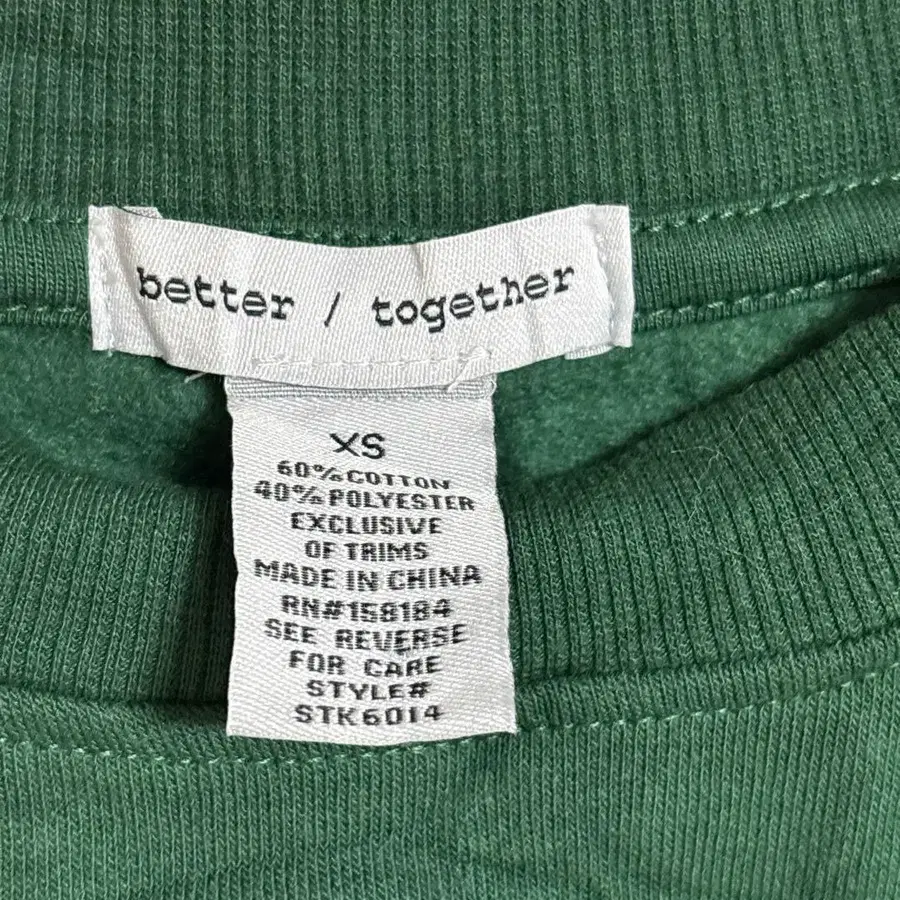 better / together
XS
60% COTTON
40% POLYESTER
EXCLUSIVE
OF TRIMS
MADE IN CHINA
RN#158184
SEE REVERSE
FOR CARE
STYLE#
STK6014